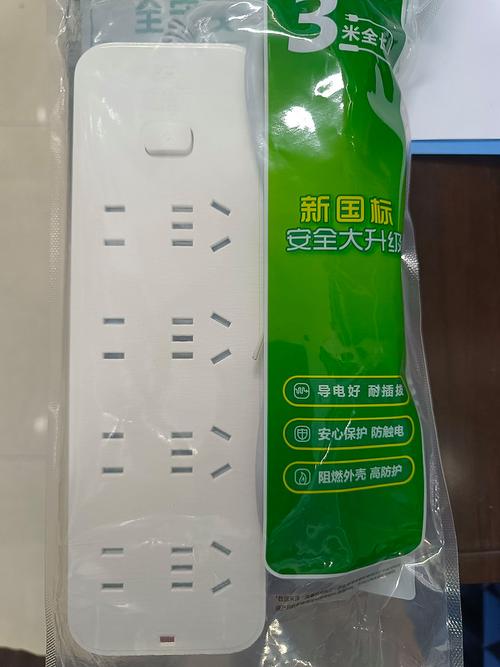 3
米全长
新国标
安全大升级
导电好 耐插拔
安心保护 防触电
阻燃外壳 高防护